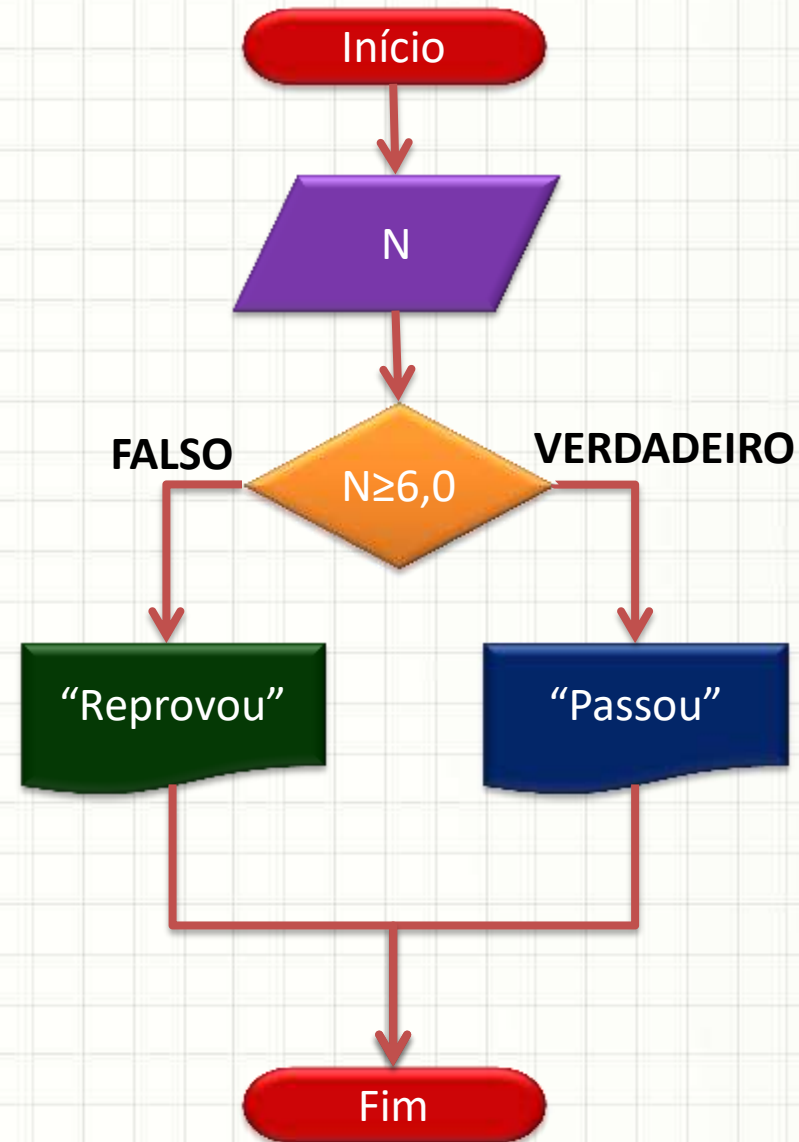 Início
N
FALSO
VERDADEIRO
N≥6,0
“Reprovou”
“Passou”
Fim